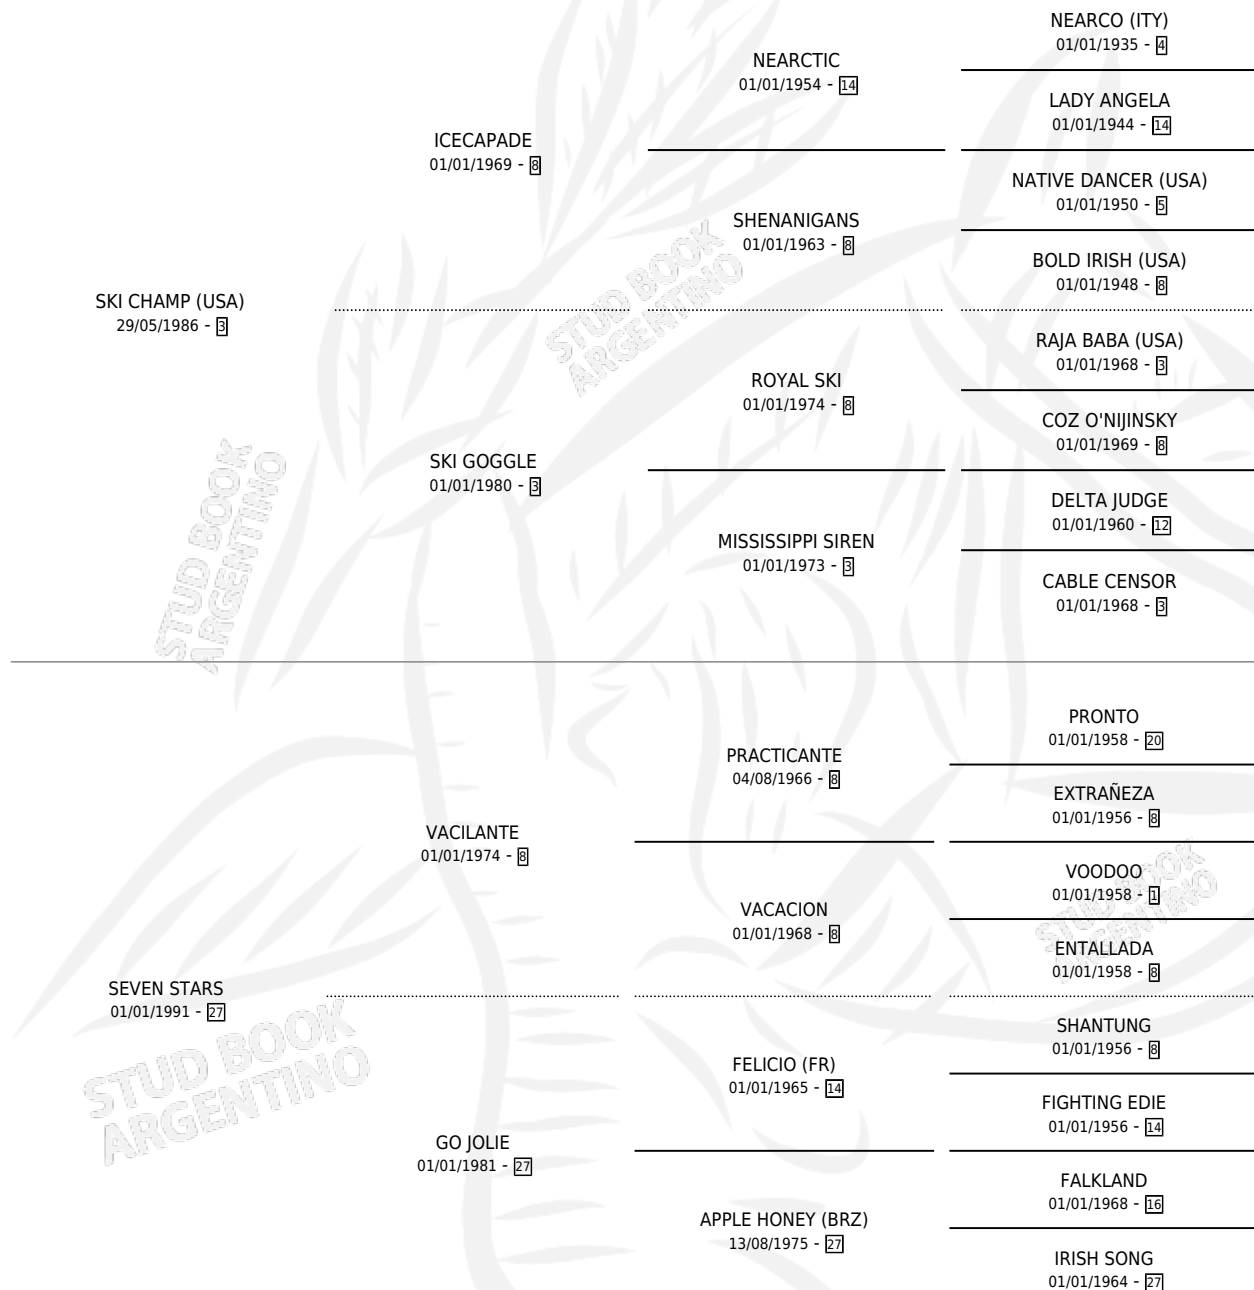 NEARCO (ITY)
01/01/1935 - 4
NEARCTIC
01/01/1954 - 14
LADY ANGELA
01/01/1944 - 14
ICECAPADE
01/01/1969 - 8
NATIVE DANCER (USA)
01/01/1950 - 5
SHENANIGANS
01/01/1963 - 8
BOLD IRISH (USA)
01/01/1948 - 8
SKI CHAMP (USA)
29/05/1986 - 3
RAJA BABA (USA)
01/01/1968 - 3
ROYAL SKI
01/01/1974 - 8
COZ O'NIJINSKY
01/01/1969 - 8
SKI GOGGLE
01/01/1980 - 3
DELTA JUDGE
01/01/1960 - 12
MISSISSIPPI SIREN
01/01/1973 - 3
CABLE CENSOR
01/01/1968 - 3
PRONTO
01/01/1958 - 20
PRACTICANTE
04/08/1966 - 8
EXTRAÑEZA
01/01/1956 - 8
VACILANTE
01/01/1974 - 8
VOODOO
01/01/1958 - 1
VACACION
01/01/1968 - 8
ENTALLADA
01/01/1958 - 8
SEVEN STARS
01/01/1991 - 27
SHANTUNG
01/01/1956 - 8
FELICIO (FR)
01/01/1965 - 14
FIGHTING EDIE
01/01/1956 - 14
GO JOLIE
01/01/1981 - 27
FALKLAND
01/01/1968 - 16
APPLE HONEY (BRZ)
13/08/1975 - 27
IRISH SONG
01/01/1964 - 27
STUD BOOK
ARGENTINO
STUD BOOK
ARGENTINO
STUD BOOK
ARGENTINO
STUD BOOK
ARGENTINO